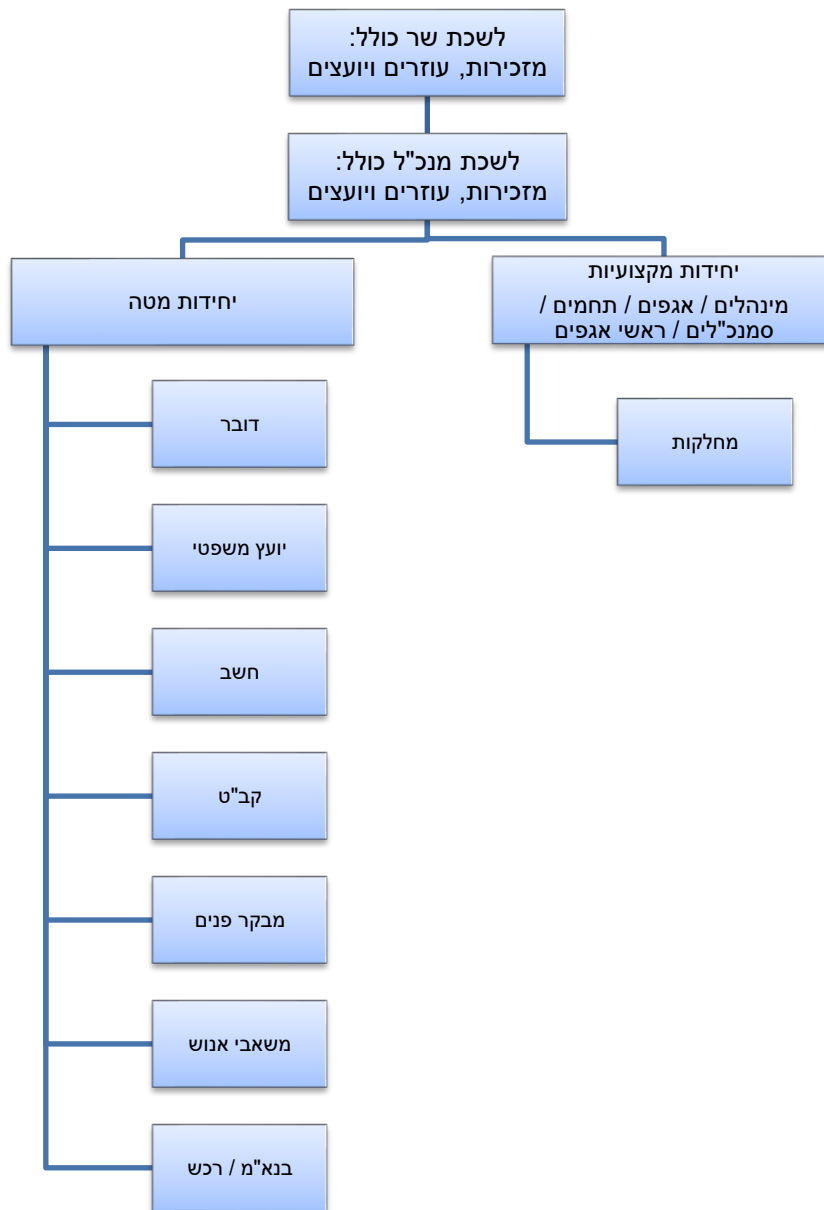 לשכת שר כולל:
מזכירות, עוזרים ויועצים
לשכת מנכ"ל כולל:
מזכירות, עוזרים ויועצים
יחידות מקצועיות
מינהלים / אגפים / תחמים /
סמנכ"לים / ראשי אגפים
מחלקות
יחידות מטה
דובר
יועץ משפטי
חשב
קב"ט
מבקר פנים
משאבי אנוש
בנא"מ / רכש